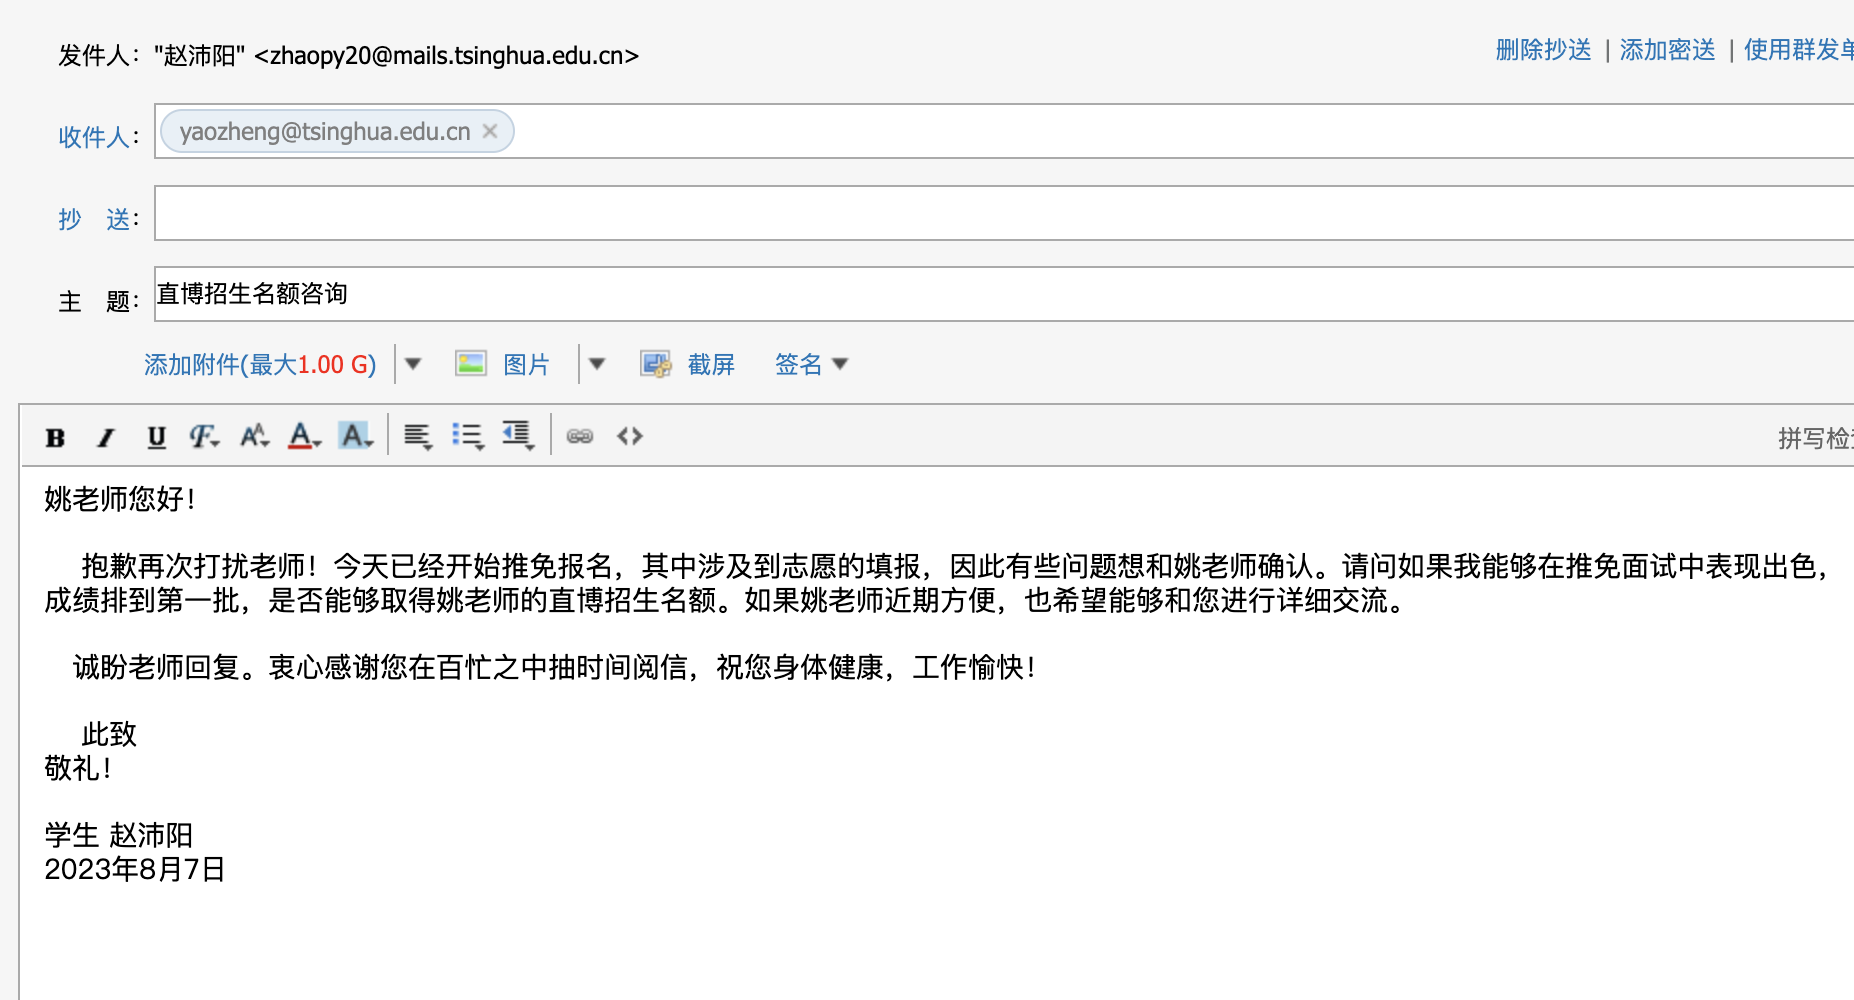 发件人："赵沛阳" <zhaopy20@mails.tsinghua.edu.cn>
删除抄送 | 添加密送 | 使用群发单
收件人： yaozheng@tsinghua.edu.cn ×
抄 送：
主 题： 直博招生名额咨询
添加附件(最大1.00 G) 图片 截屏 签名
B I U F A A A
拼写检
姚老师您好！
抱歉再次打扰老师！今天已经开始推免报名，其中涉及到志愿的填报，因此有些问题想和姚老师确认。请问如果我能够在推免面试中表现出色，
成绩排到第一批，是否能够取得姚老师的直博招生名额。如果姚老师近期方便，也希望能够和您进行详细交流。
诚盼老师回复。衷心感谢您在百忙之中抽时间阅信，祝您身体健康，工作愉快！
此致
敬礼！
学生 赵沛阳
2023年8月7日